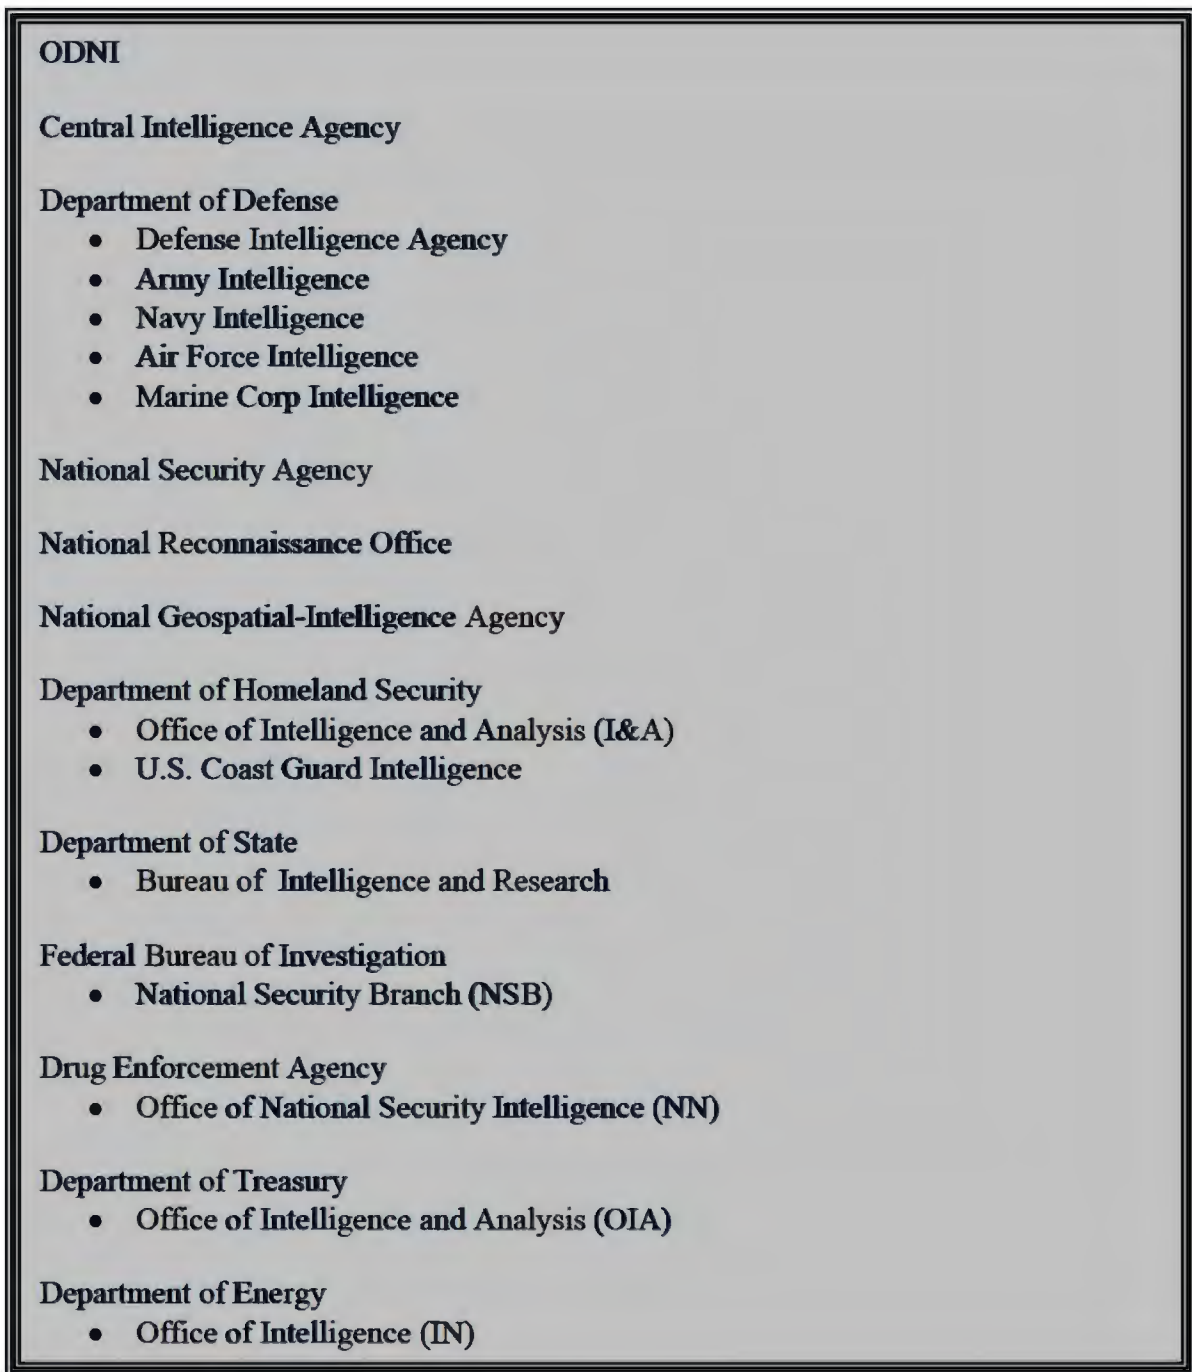 ODNI
Central Intelligence Agency
Department of Defense
• Defense Intelligence Agency
• Army Intelligence
• Navy Intelligence
• Air Force Intelligence
• Marine Corp Intelligence
National Security Agency
National Reconnaissance Office
National Geospatial-Intelligence Agency
Department of Homeland Security
• Office of Intelligence and Analysis (I&A)
• U.S. Coast Guard Intelligence
Department of State
• Bureau of Intelligence and Research
Federal Bureau of Investigation
• National Security Branch (NSB)
Drug Enforcement Agency
• Office of National Security Intelligence (NN)
Department of Treasury
• Office of Intelligence and Analysis (OIA)
Department of Energy
• Office of Intelligence (IN)